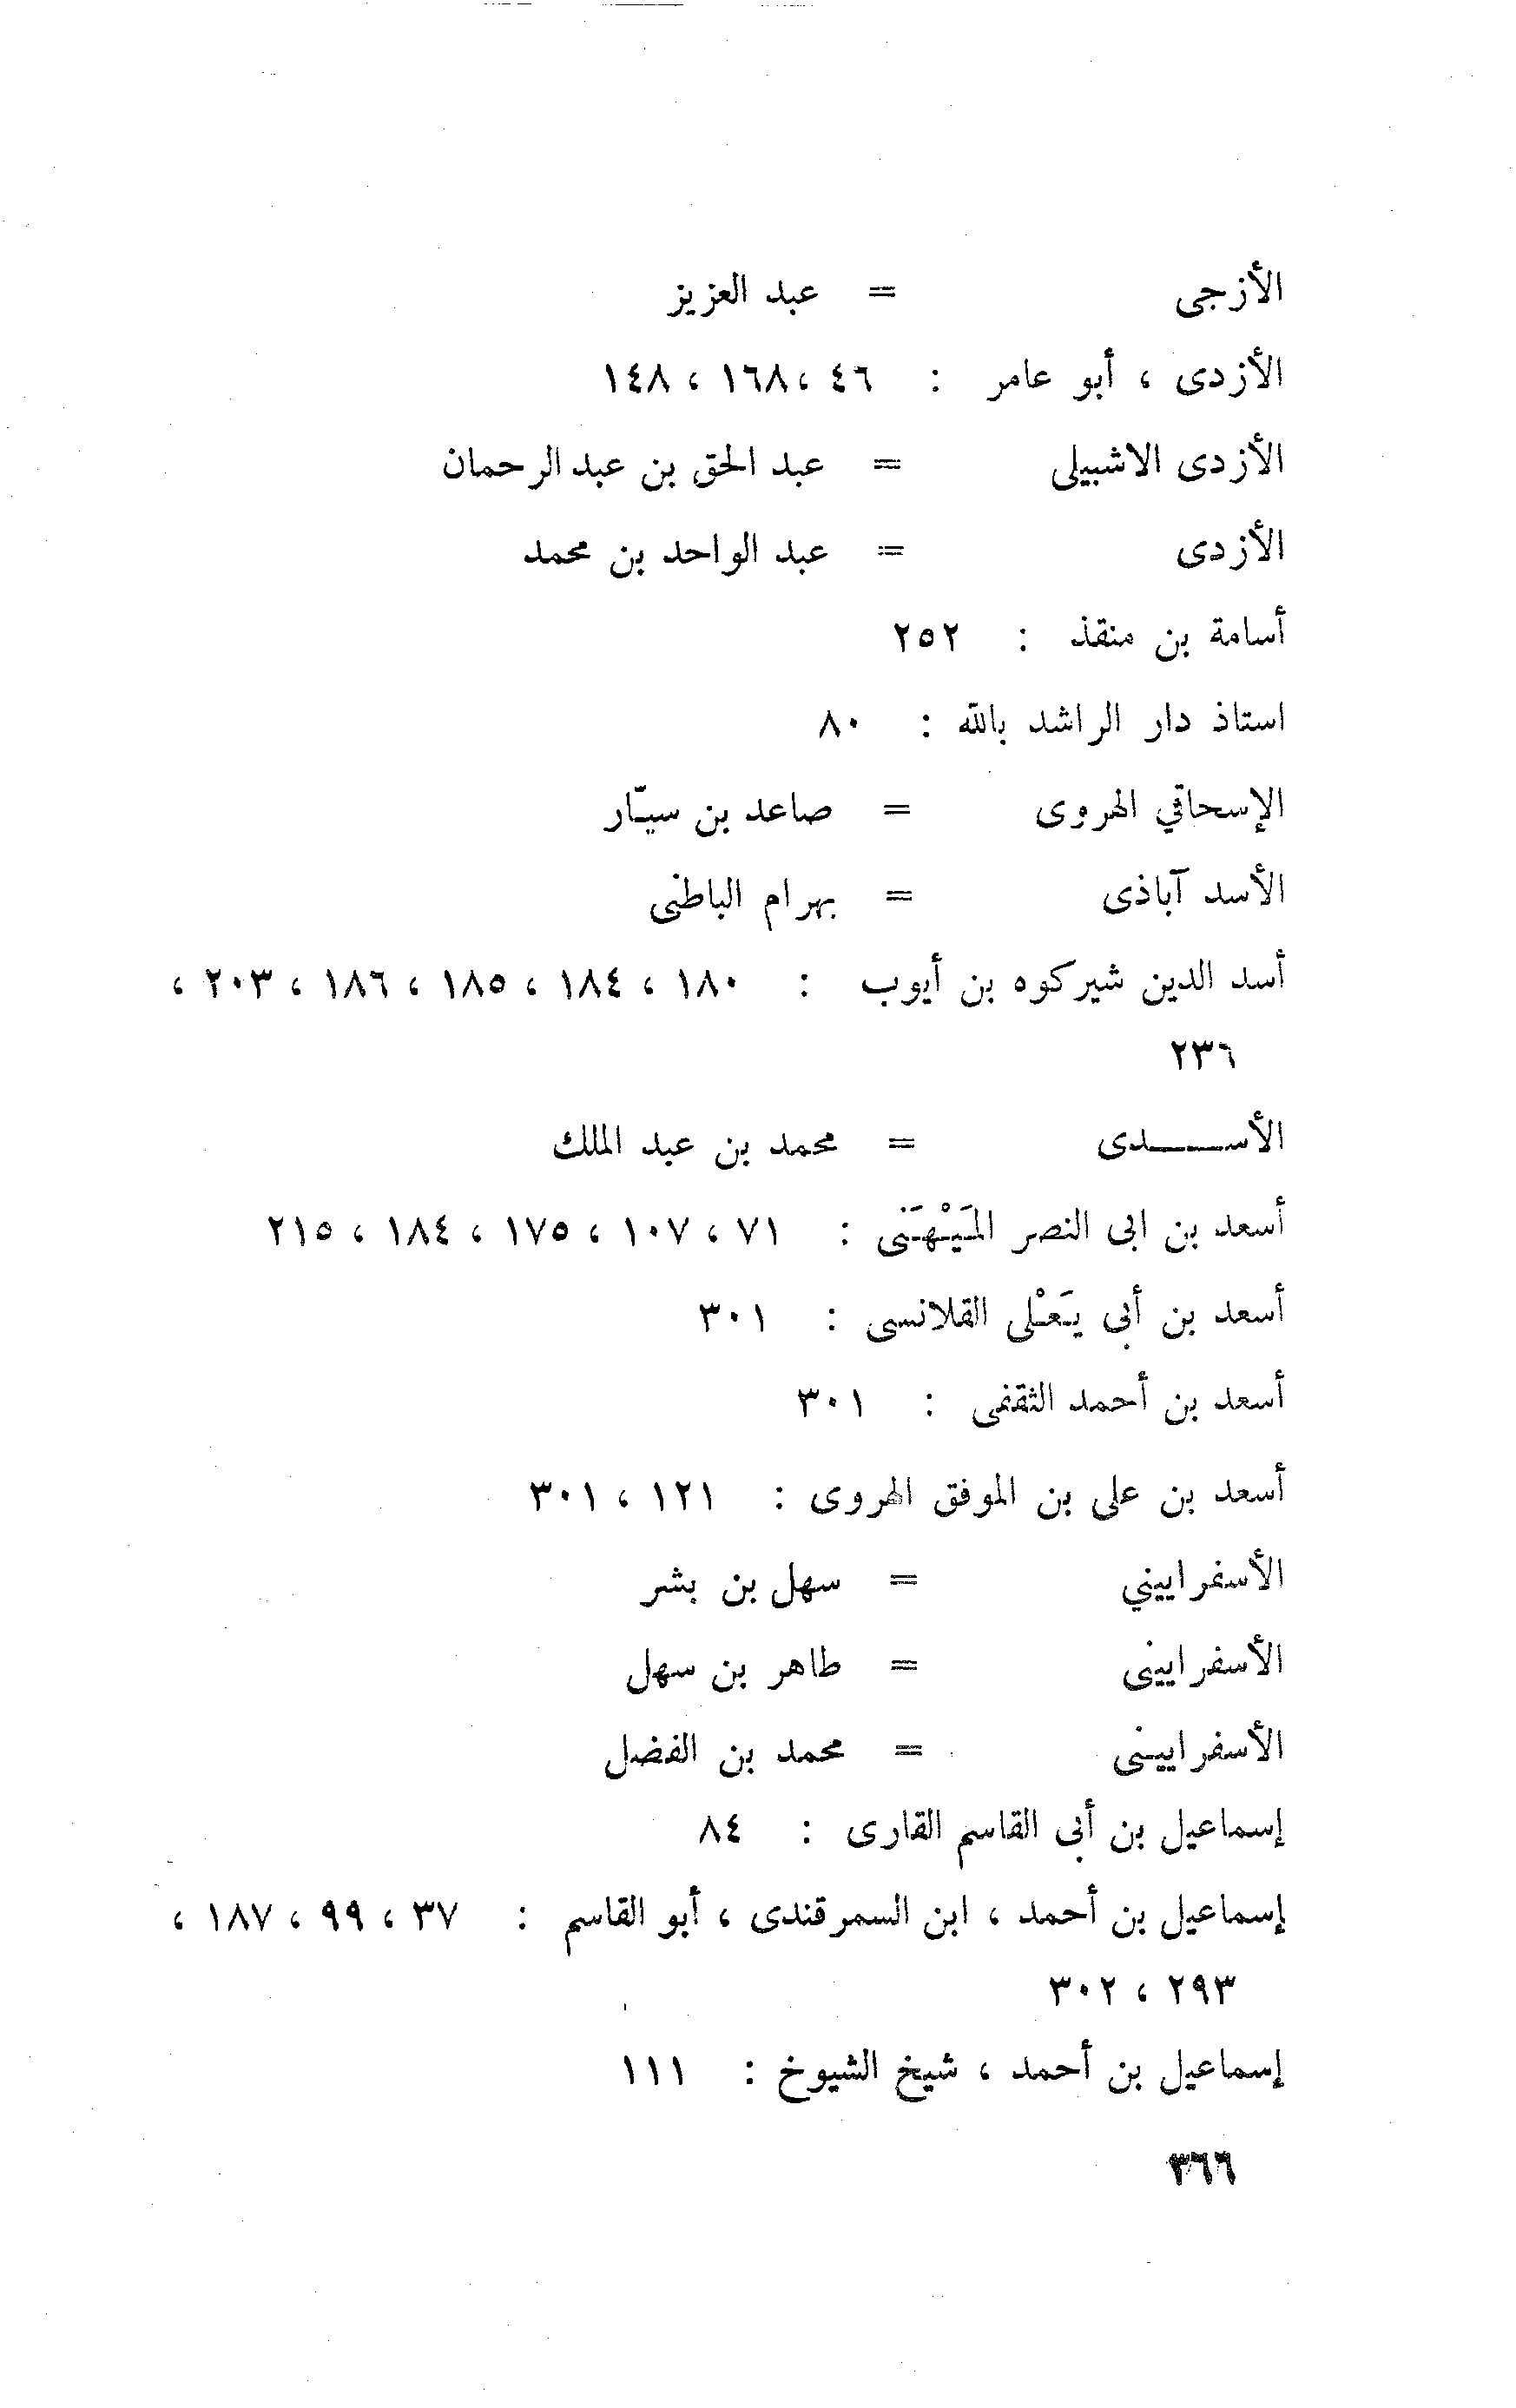 الأزجى = عبد العزيز
الأزدى ، أبو عامر : ٤٦ ، ١٦٨ ، ١٤٨
الأزدى الاشبيلى = عبد الحق بن عبد الرحمان
الأزدى = عبد الواحد بن محمد
أسامة بن منقذ : ٢٥٢
استاذ دار الراشد بالله : ٨٠
الإسحاقي الهروى = صاعد بن سيّار
الأسد آباذى = بهرام الباطنى
أسد الدين شيركوه بن أيوب : ١٨٠ ، ١٨٤ ، ١٨٥ ، ١٨٦ ، ٢٠٣ ،
٢٣٦
الأســـدى = محمد بن عبد الملك
أسعد بن ابى النصر المَيْهَنى : ٧١ ، ١٠٧ ، ١٧٥ ، ١٨٤ ، ٢١٥
أسعد بن أبي يَعْلى القلانسى : ٣٠١
أسعد بن أحمد الثقفى : ٣٠١
أسعد بن على بن الموفق الهروى : ١٢١ ، ٣٠١
الأسفراييني = سهل بن بشر
الأسفرايينى = طاهر بن سهل
الأسفرايينى = محمد بن الفضل
إسماعيل بن أبى القاسم القارى : ٨٤
إسماعيل بن أحمد ، ابن السمرقندى ، أبو القاسم : ٣٧ ، ٩٩ ، ١٨٧ ،
٢٩٣ ، ٣٠٢
إسماعيل بن أحمد ، شيخ الشيوخ : ١١١
٣٦٦